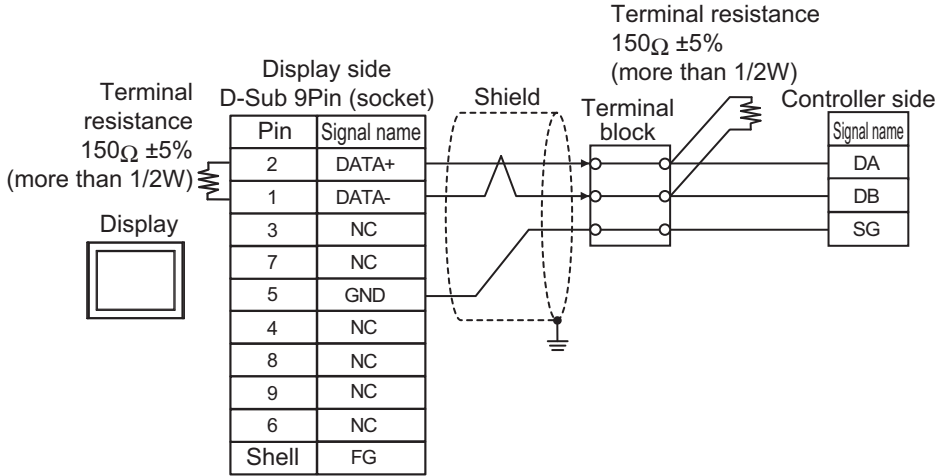 Terminal resistance
150Ω ±5%
(more than 1/2W)
Display side
D-Sub 9Pin (socket)
Terminal
resistance
150Ω ±5%
(more than 1/2W)
Shield
Terminal
block
Controller side
Pin Signal name
2 DATA+
1 DATA-
3 NC
7 NC
5 GND
4 NC
8 NC
9 NC
6 NC
Shell FG
Display
Signal name
DA
DB
SG